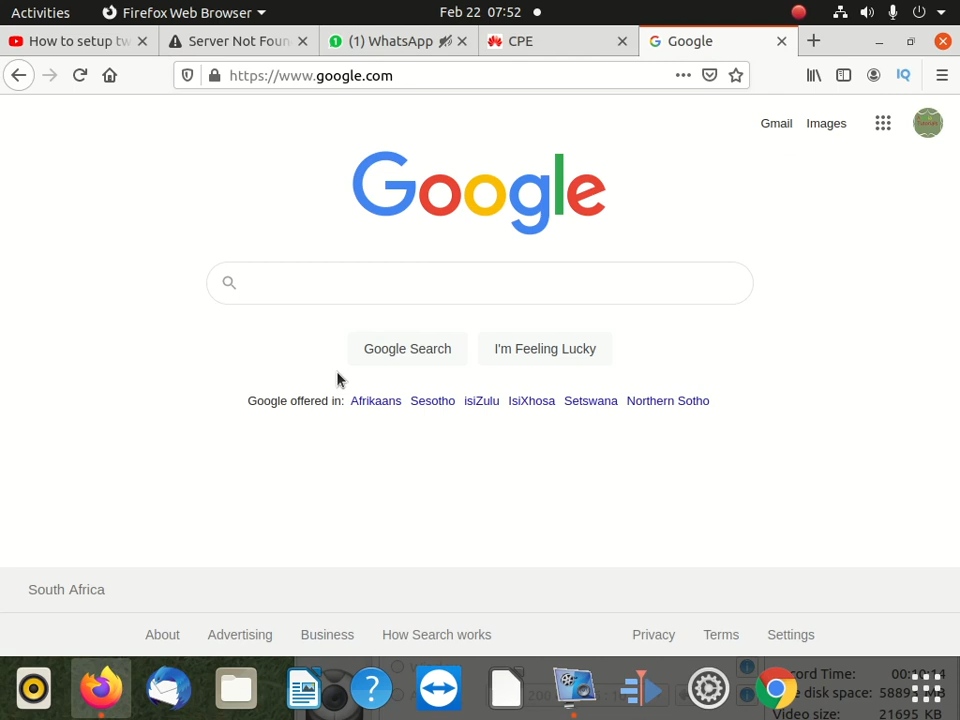 Activities Firefox Web Browser Feb 22 07:52
How to setup tw Server Not Foun (1) WhatsApp CPE Google
https://www.google.com IQ
Gmail Images
Google
Google Search I'm Feeling Lucky
Google offered in: Afrikaans Sesotho isiZulu IsiXhosa Setswana Northern Sotho
South Africa
About Advertising Business How Search works Privacy Terms Settings
cord Time: 00:10:14
disk space:
Video size: 21695 KB